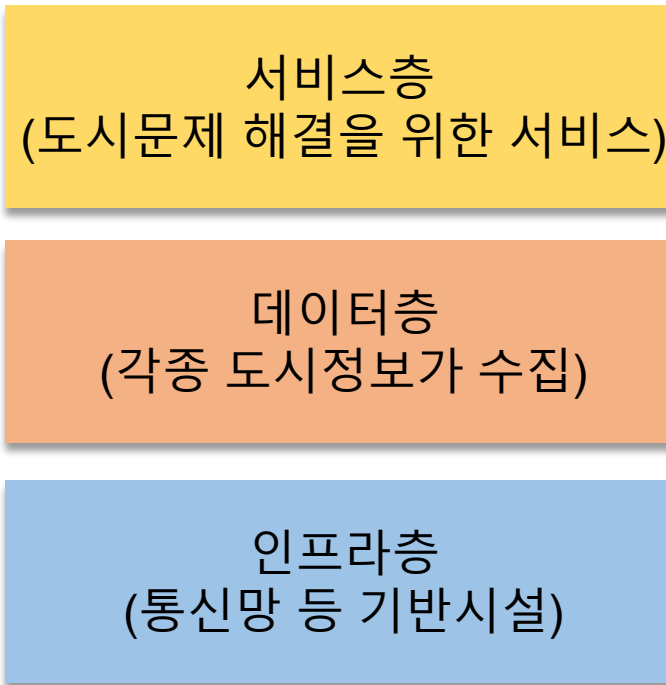 서비스층
(도시문제 해결을 위한 서비스)
데이터층
(각종 도시정보가 수집)
인프라층
(통신망 등 기반시설)